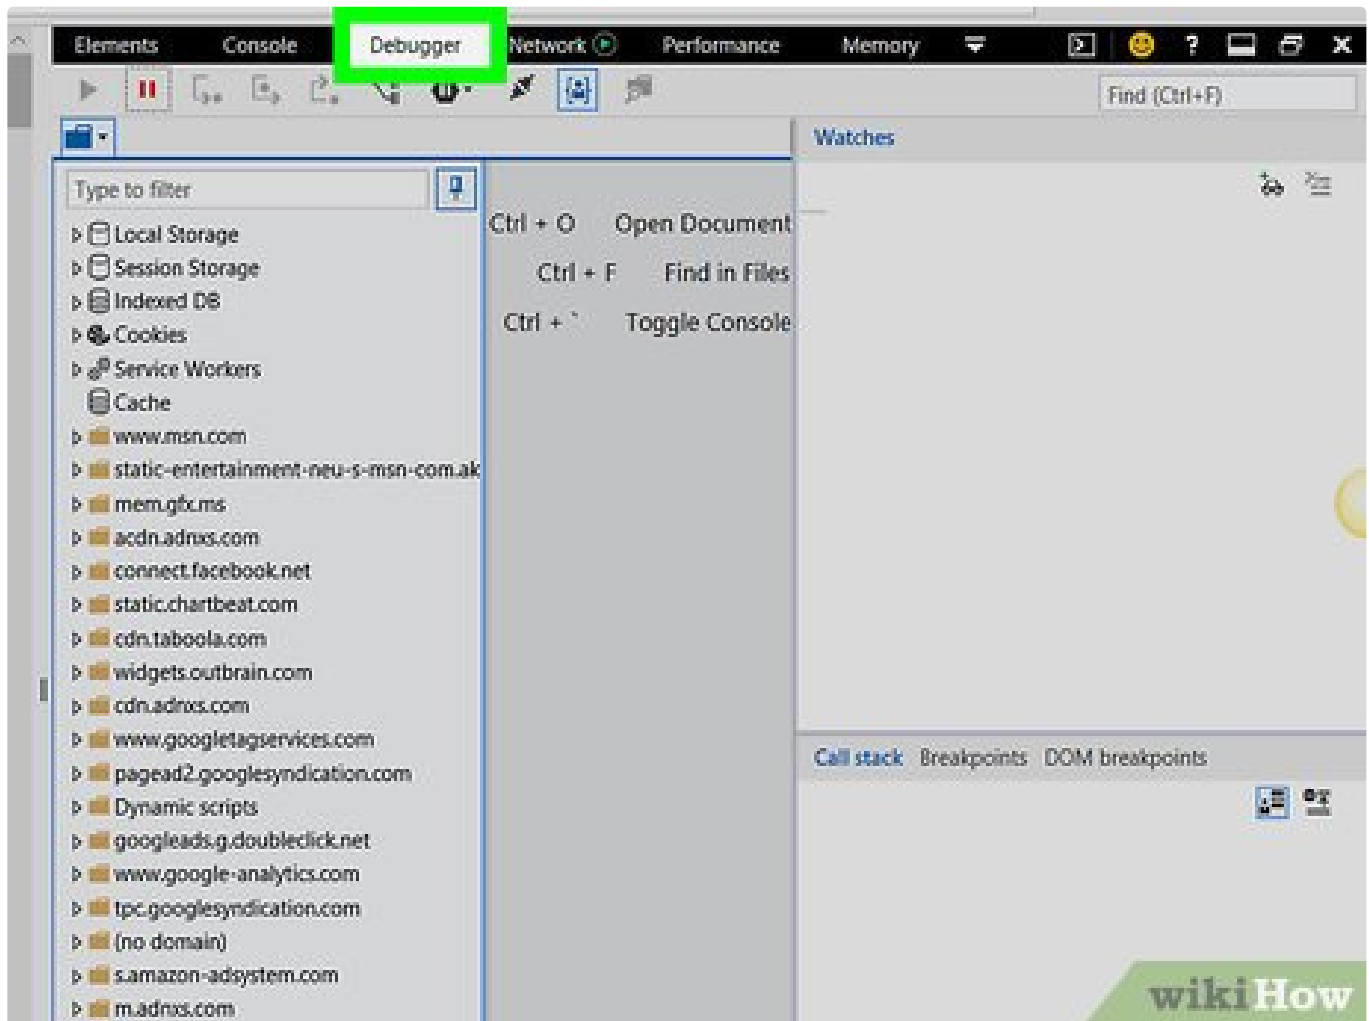 Elements Console Debugger Network Performance Memory ?
Find (Ctrl+F)
Watches
Type to filter
Local Storage
Session Storage
Indexed DB
Cookies
Service Workers
Cache
www.msn.com
static-entertainment-neu-s-msn-com.ak
mem.gfx.ms
acdn.adnxs.com
connect.facebook.net
static.chartbeat.com
cdn.taboola.com
widgets.outbrain.com
cdn.adnxs.com
www.googletagservices.com
pagead2.googlesyndication.com
Dynamic scripts
googleads.g.doubleclick.net
www.google-analytics.com
tpc.googlesyndication.com
(no domain)
s.amazon-adsystem.com
m.adnxs.com
Ctrl + O Open Document
Ctrl + F Find in Files
Ctrl + ` Toggle Console
Call stack Breakpoints DOM breakpoints
wikiHow